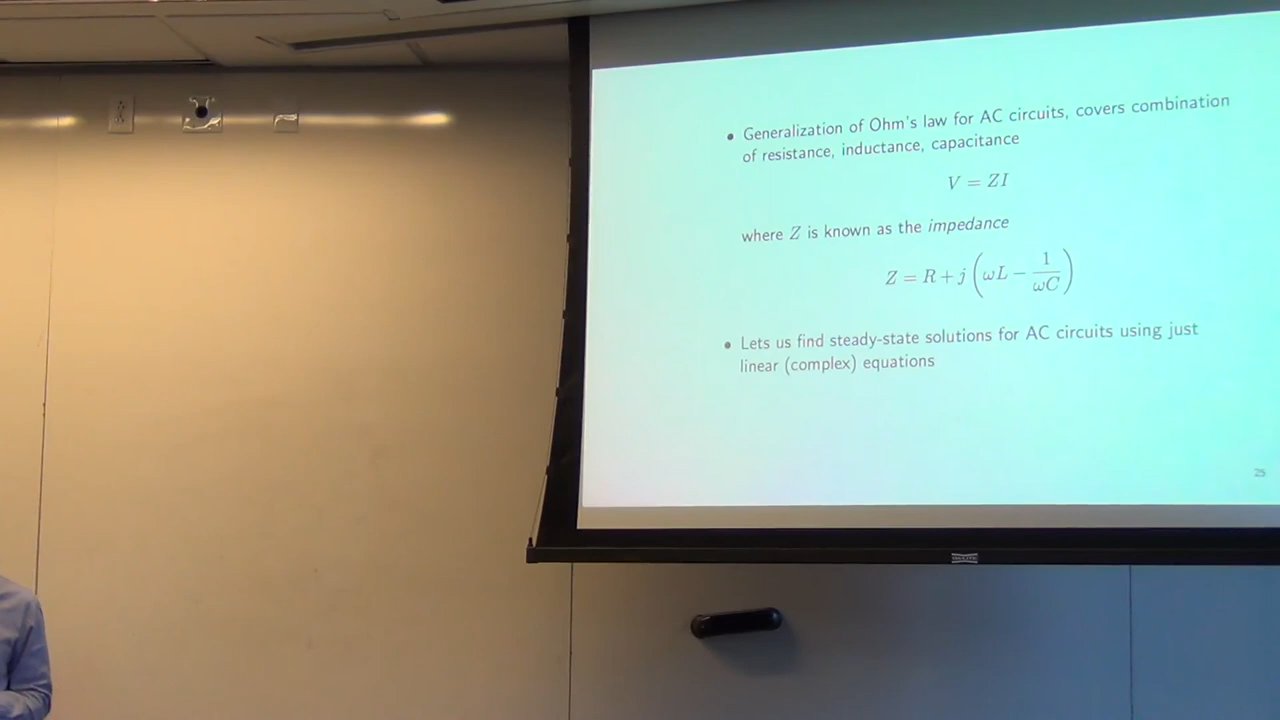 • Generalization of Ohm's law for AC circuits, covers combination
of resistance, inductance, capacitance
V = ZI
where Z is known as the impedance
Z = R + j (ωL − 1/ωC)
• Lets us find steady-state solutions for AC circuits using just
linear (complex) equations
25